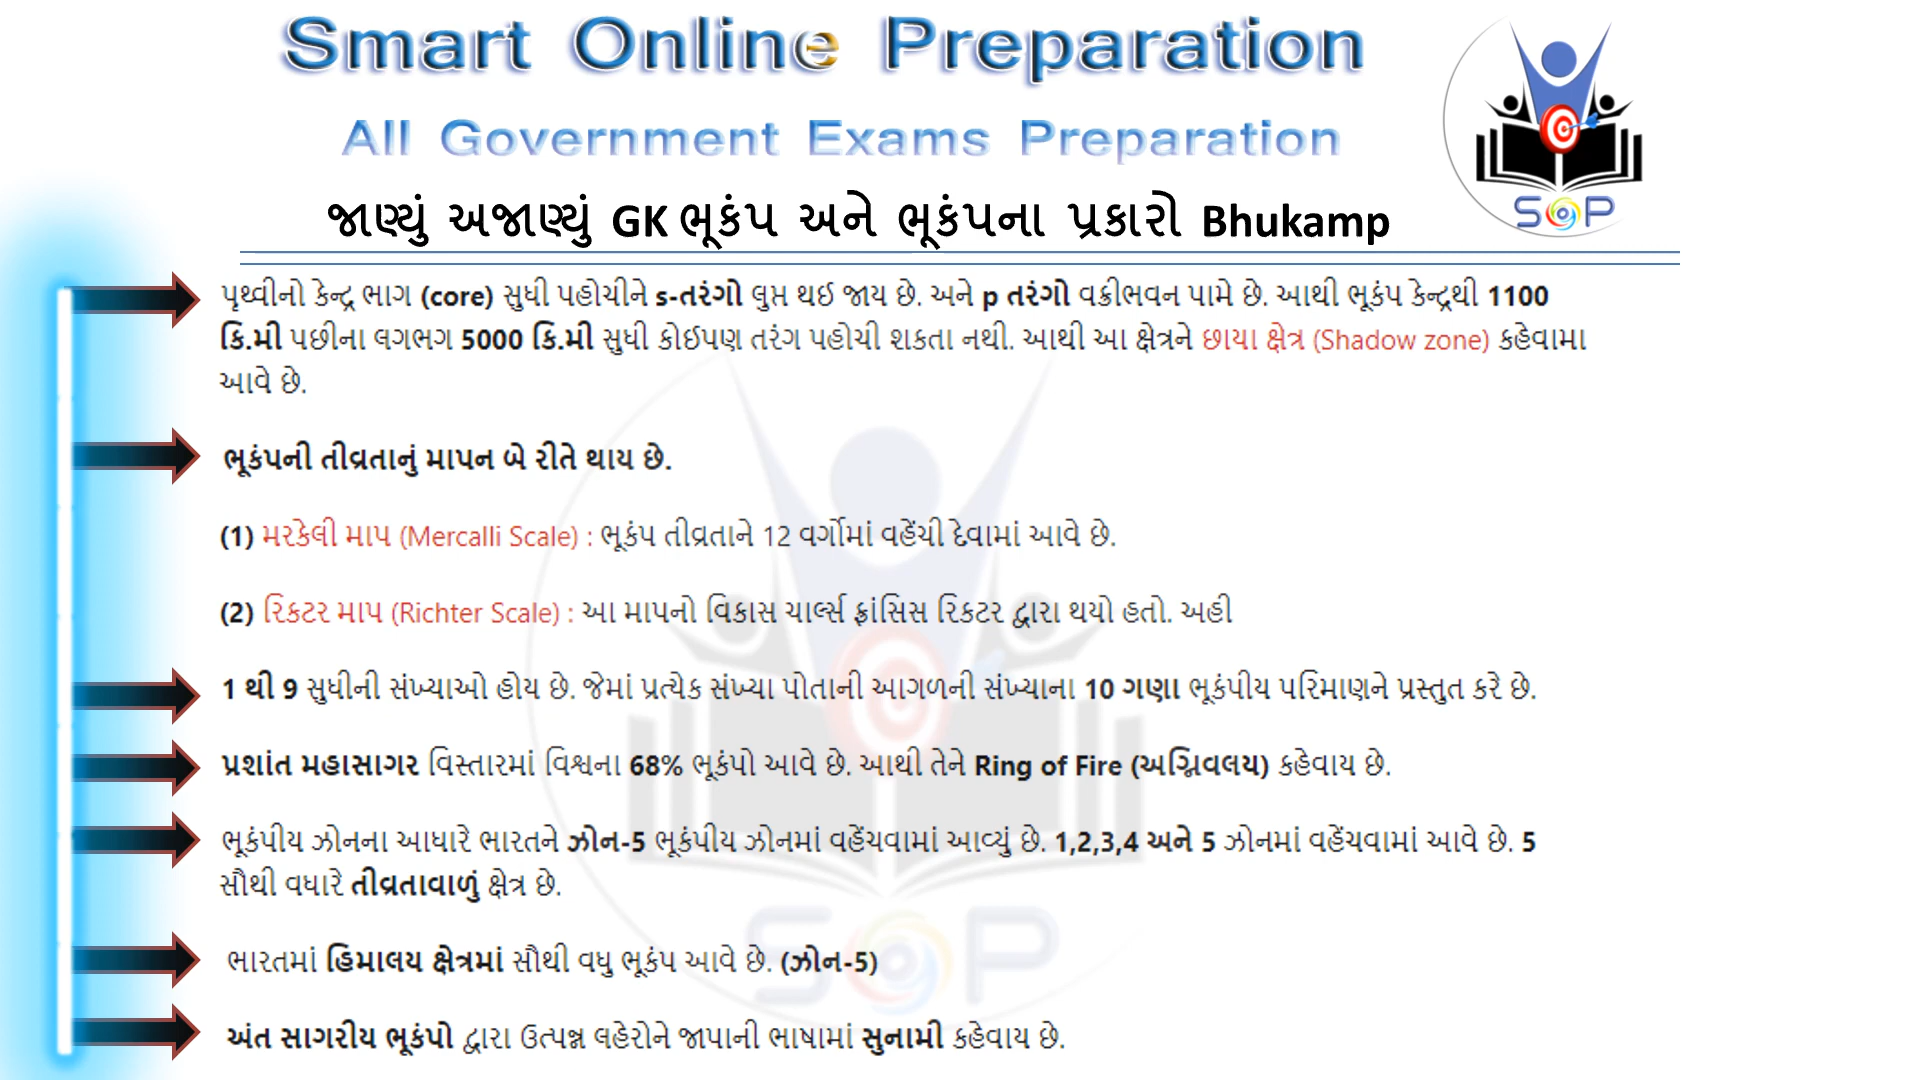 Smart Online Preparation
All Government Exams Preparation
જાણ્યું અજાણ્યું GK ભૂકંપ અને ભૂકંપના પ્રકારો Bhukamp
SOP
પૃથ્વીનો કેન્દ્ર ભાગ (core) સુધી પહોચીને s-તરંગો લુપ્ત થઈ જાય છે. અને p તરંગો વક્રીભવન પામે છે. આથી ભૂકંપ કેન્દ્રથી 1100
કિ.મી પછીના લગભગ 5000 કિ.મી સુધી કોઈપણ તરંગ પહોચી શકતા નથી. આથી આ ક્ષેત્રને છાયા ક્ષેત્ર (Shadow zone) કહેવામા
આવે છે.
ભૂકંપની તીવ્રતાનું માપન બે રીતે થાય છે.
(1) મરકેલી માપ (Mercalli Scale) : ભૂકંપ તીવ્રતાને 12 વર્ગોમાં વહેંચી દેવામાં આવે છે.
(2) રિકટર માપ (Richter Scale) : આ માપનો વિકાસ ચાર્લ્સ ફ્રાંસિસ રિકટર દ્વારા થયો હતો. અહી
1 થી 9 સુધીની સંખ્યાઓ હોય છે. જેમાં પ્રત્યેક સંખ્યા પોતાની આગળની સંખ્યાના 10 ગણા ભૂકંપીય પરિમાણને પ્રસ્તુત કરે છે.
પ્રશાંત મહાસાગર વિસ્તારમાં વિશ્વના 68% ભૂકંપો આવે છે. આથી તેને Ring of Fire (અગ્નિવલય) કહેવાય છે.
ભૂકંપીય ઝોનના આધારે ભારતને ઝોન-5 ભૂકંપીય ઝોનમાં વહેંચવામાં આવ્યું છે. 1,2,3,4 અને 5 ઝોનમાં વહેંચવામાં આવે છે. 5
સૌથી વધારે તીવ્રતાવાળું ક્ષેત્ર છે.
ભારતમાં હિમાલય ક્ષેત્રમાં સૌથી વધુ ભૂકંપ આવે છે. (ઝોન-5)
અંત સાગરીય ભૂકંપો દ્વારા ઉત્પન્ન લહેરોને જાપાની ભાષામાં સુનામી કહેવાય છે.
SOP